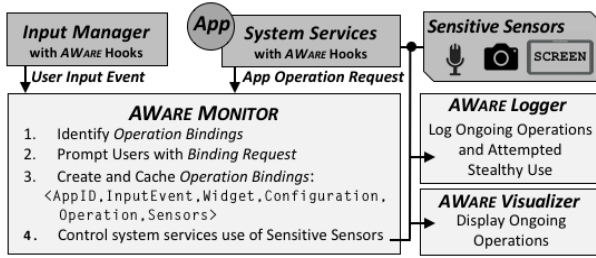 Input Manager
with AWARE Hooks
App
System Services
with AWARE Hooks
Sensitive Sensors
SCREEN
User Input Event
App Operation Request
AWARE MONITOR
1. Identify Operation Bindings
2. Prompt Users with Binding Request
3. Create and Cache Operation Bindings:
<AppID,InputEvent,Widget,Configuration,
Operation,Sensors>
4. Control system services use of Sensitive Sensors
AWARE Logger
Log Ongoing Operations
and Attempted
Stealthy Use
AWARE Visualizer
Display Ongoing
Operations